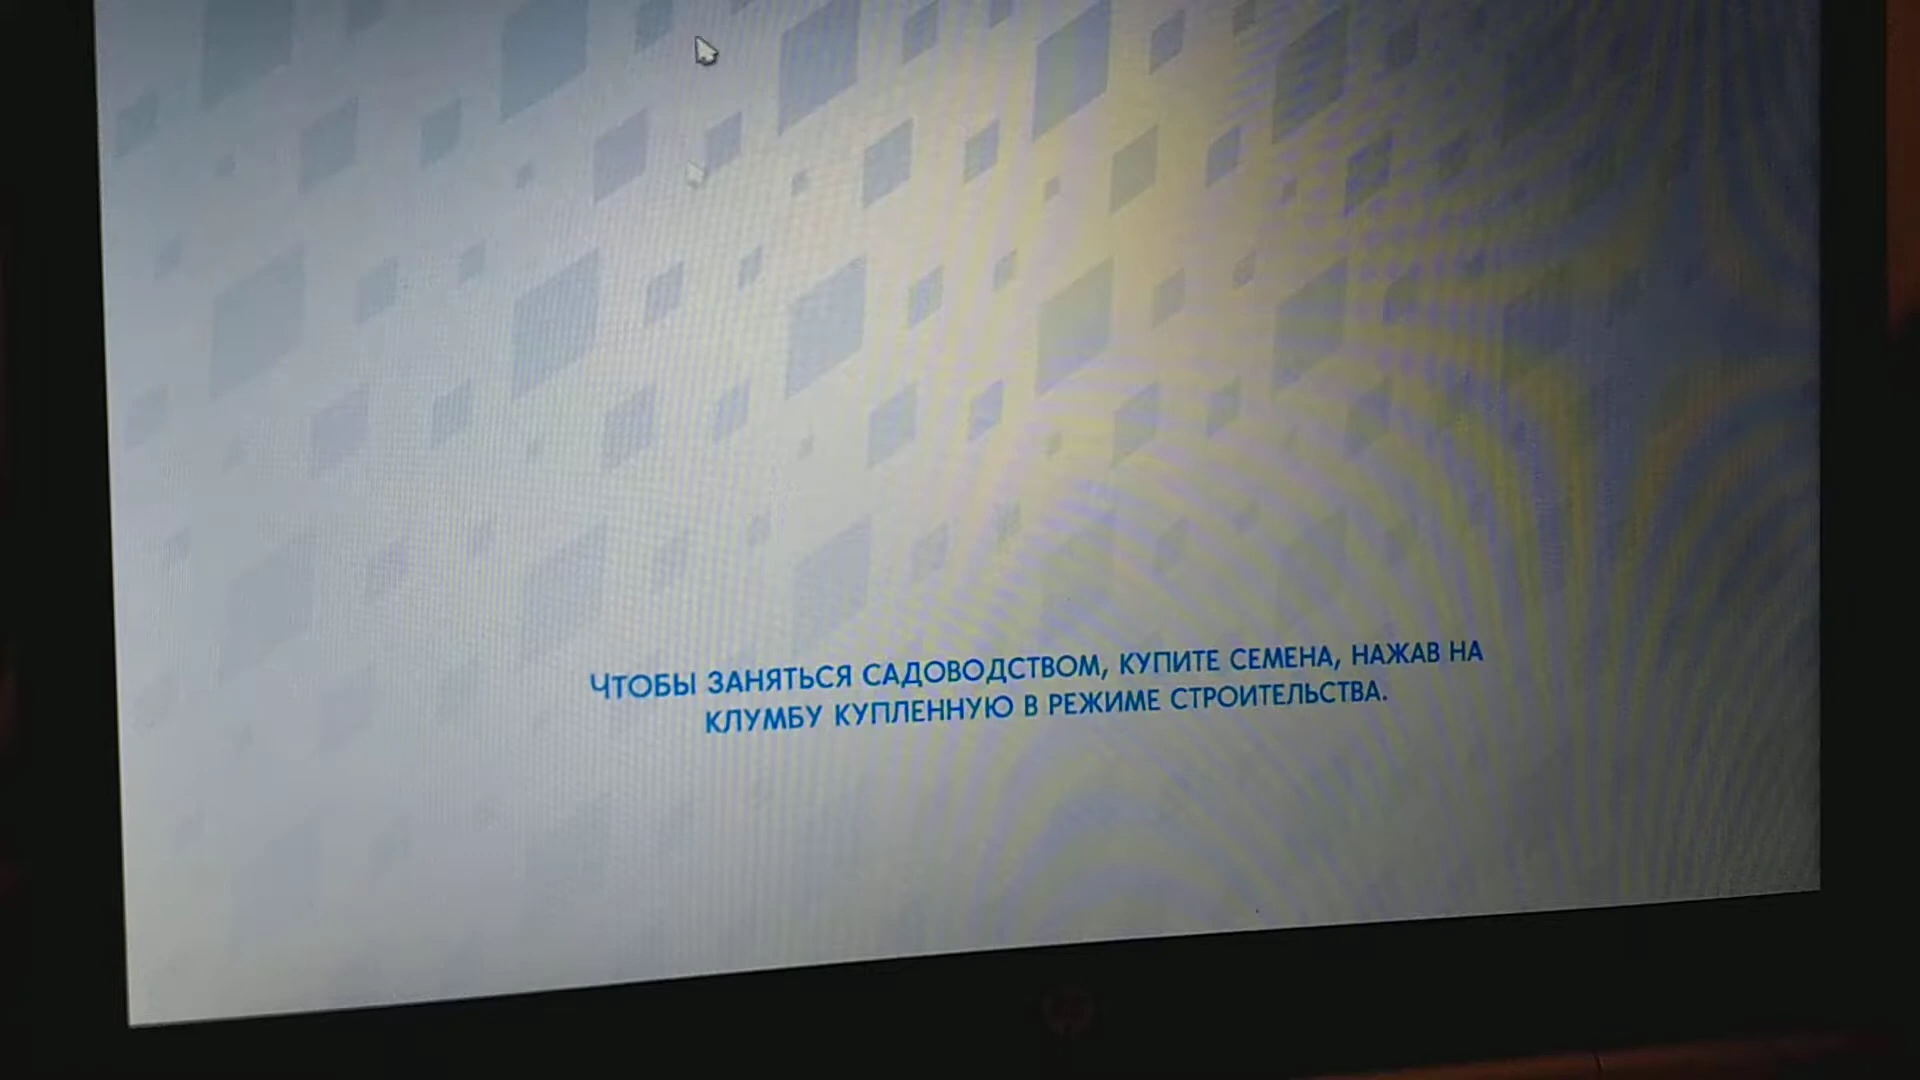 ЧТОБЫ ЗАНЯТЬСЯ САДОВОДСТВОМ, КУПИТЕ СЕМЕНА, НАЖАВ НА
КЛУМБУ КУПЛЕННУЮ В РЕЖИМЕ СТРОИТЕЛЬСТВА.